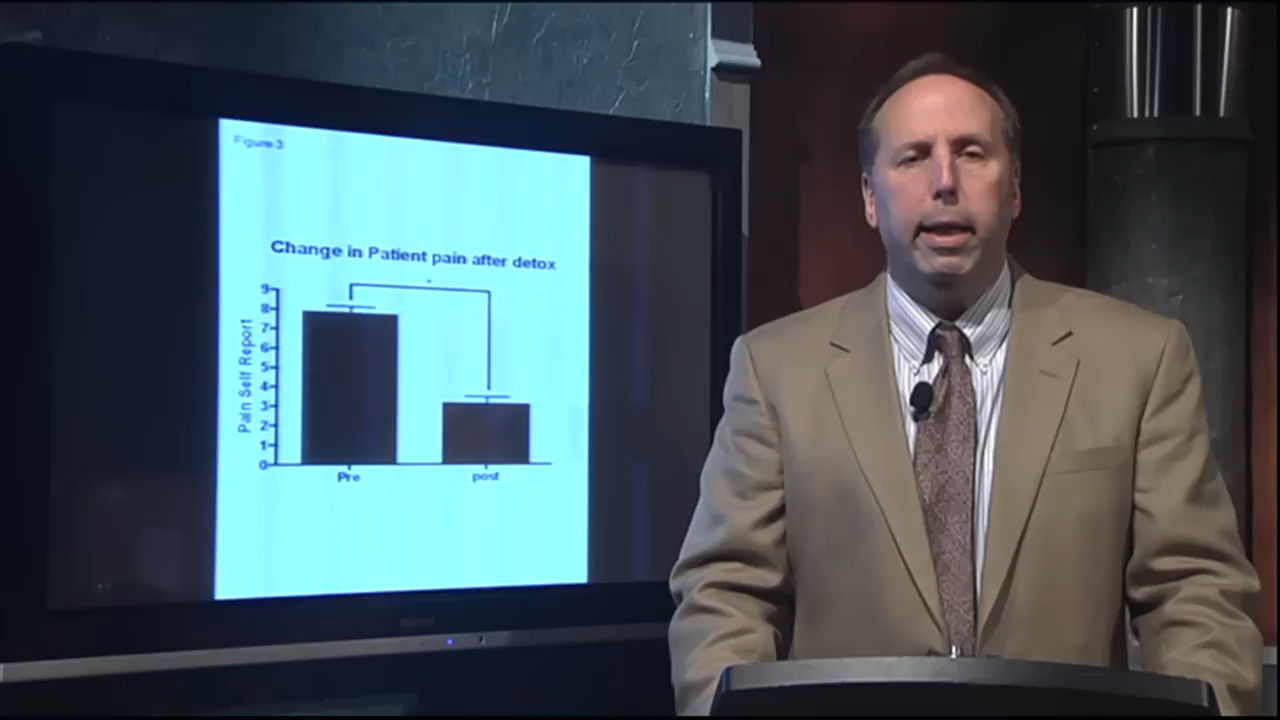 Figure 3
Change in Patient pain after detox
Pain Self Report
9
8
7
6
5
4
3
2
1
0
*
Pre
post